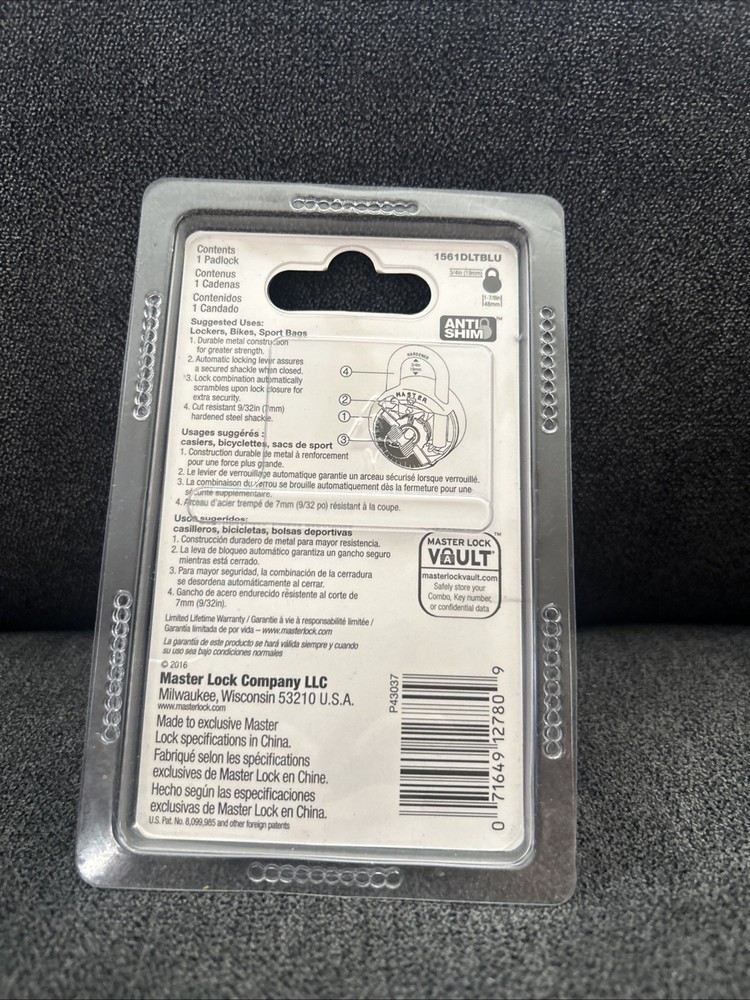 Contents
1 Padlock
Contenus
1 Cadenas
Contenidos
1 Candado
1561DLTBLU
3/4in (19mm)
1-7/8in
48mm
ANTI
SHIM™
Suggested Uses:
Lockers, Bikes, Sport Bags
1. Durable metal construction
for greater strength.
2. Automatic locking lever assures
a secured shackle when closed.
3. Lock combination automatically
scrambles upon lock closure for
extra security.
4. Cut resistant 9/32in (7mm)
hardened steel shackle.
HARDENED
3/4in
19mm
MASTER
4
2
1
3
Usages suggérés :
casiers, bicyclettes, sacs de sport
1. Construction durable de métal à renforcement
pour une force plus grande.
2. Le levier de verrouillage automatique garantie un arceau sécurisé lorsque verrouillé.
3. La combinaison du verrou se brouille automatiquement dès la fermeture pour une
sécurité supplémentaire.
4. Arceau d'acier trempé de 7mm (9/32 po) résistant à la coupe.
Usos sugeridos:
casilleros, bicicletas, bolsas deportivas
1. Construcción duradero de metal para mayor resistencia.
2. La leva de bloqueo automático garantiza un gancho seguro
mientras está cerrado.
3. Para mayor seguridad, la combinación de la cerradura
se desordena automáticamente al cerrar.
4. Gancho de acero endurecido resistente al corte de
7mm (9/32in).
MASTER LOCK™
VAULT®
masterlockvault.com
Safely store your
Combo, Key number,
or confidential data
Limited Lifetime Warranty / Garantie à vie à responsabilité limitée /
Garantía limitada de por vida – www.masterlock.com
La garantía de este producto se hará válida siempre y cuando
su uso sea bajo condiciones normales
© 2016
Master Lock Company LLC
Milwaukee, Wisconsin 53210 U.S.A.
www.masterlock.com
Made to exclusive Master
Lock specifications in China.
Fabriqué selon les spécifications
exclusives de Master Lock en Chine.
Hecho según las especificaciones
exclusivas de Master Lock en China.
U.S. Pat. No. 8,099,985 and other foreign patents
P43037
0 71649 12780 9